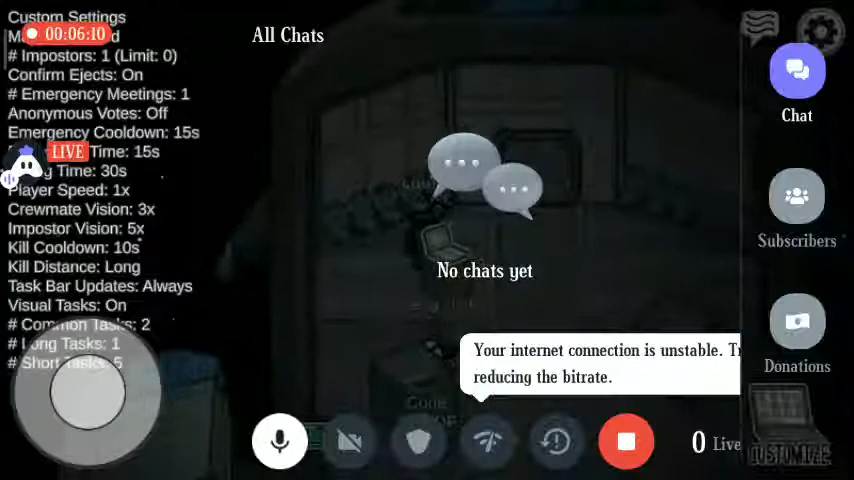 Custom Settings
00:06:10
# Impostors: 1 (Limit: 0)
Confirm Ejects: On
# Emergency Meetings: 1
Anonymous Votes: Off
Emergency Cooldown: 15s
LIVE
Time: 15s
Time: 30s
Player Speed: 1x
Crewmate Vision: 3x
Impostor Vision: 5x
Kill Cooldown: 10s
Kill Distance: Long
Task Bar Updates: Always
Visual Tasks: On
# Common Tasks: 2
# Long Tasks: 1
# Short Tasks: 5
All Chats
No chats yet
Your internet connection is unstable.
reducing the bitrate.
Code
0 Live
Chat
Subscribers
Donations
CUSTOMIZE